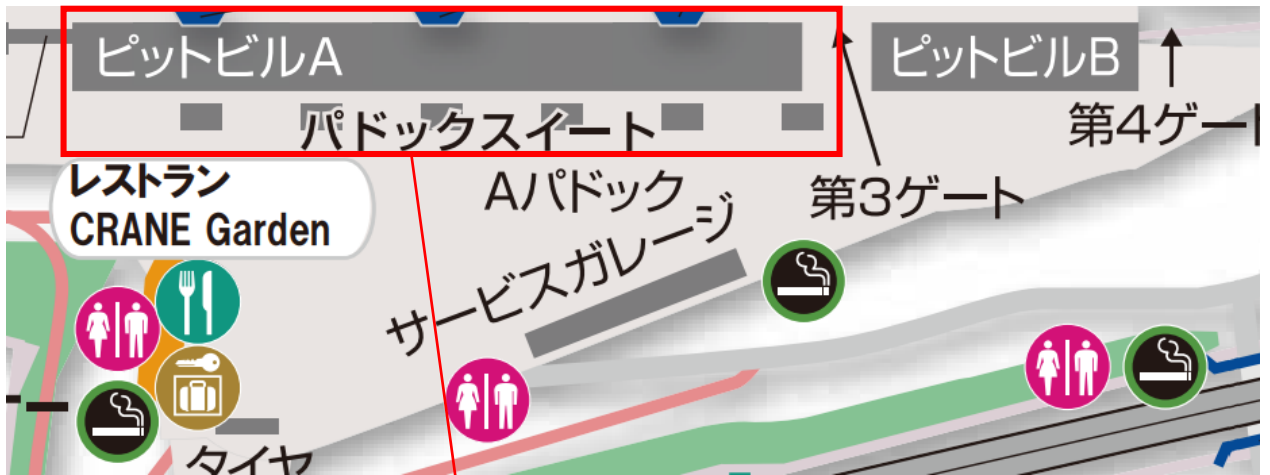 ピットビルA
ピットビルB
パドックスイート
第4ゲート
レストラン
CRANE Garden
Aパドック
第3ゲート
サービスガレージ
タイヤ